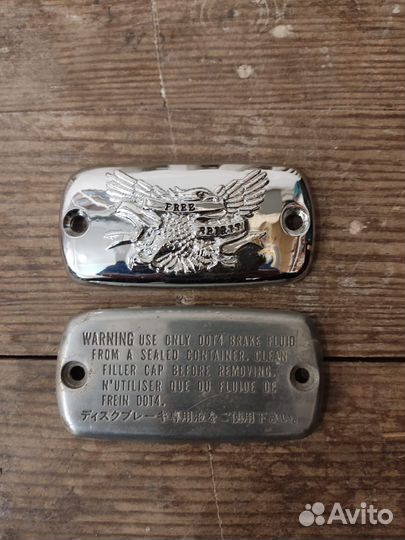 FREE
SPIRIT
WARNING USE ONLY DOT4 BRAKE FLUID
FROM A SEALED CONTAINER. CLEAN
FILLER CAP BEFORE REMOVING.
N'UTILISER QUE DU FLUIDE DE
FREIN DOT4.
ディスクブレーキ専用液をご使用下さい。
Avito